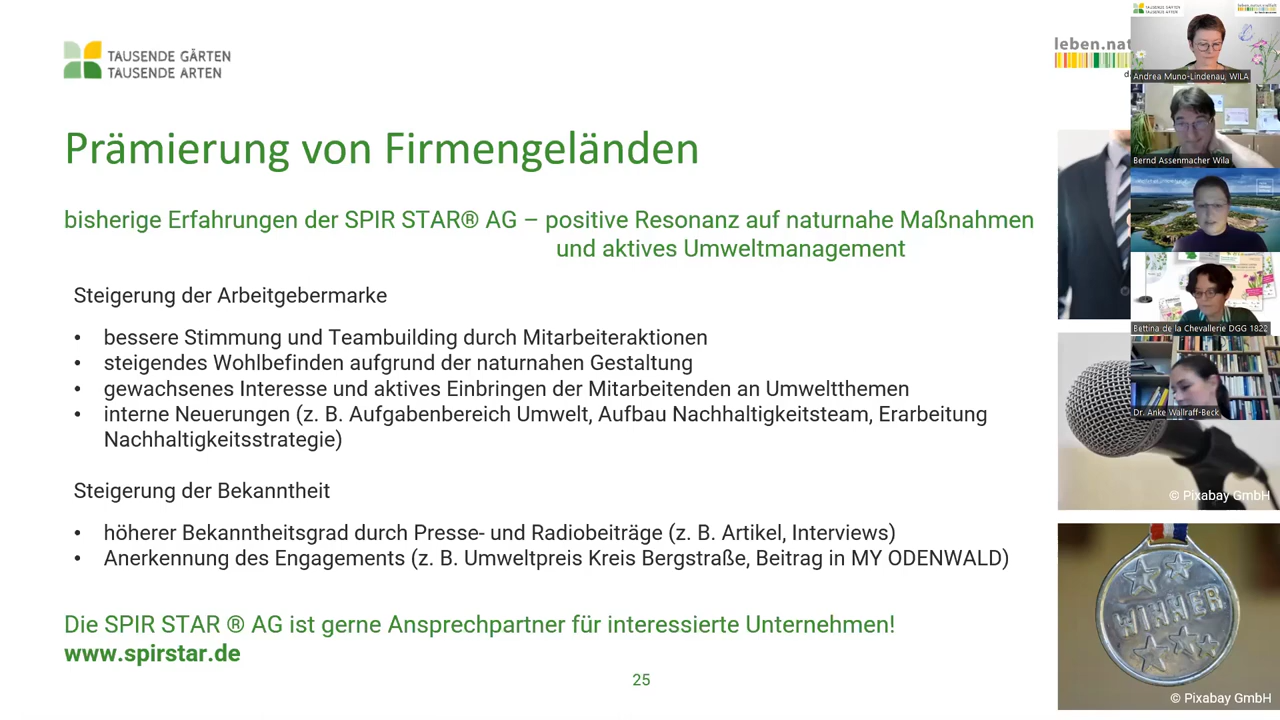 TAUSENDE GÄRTEN
TAUSENDE ARTEN
leben.nat
Prämierung von Firmengeländen
bisherige Erfahrungen der SPIR STAR® AG – positive Resonanz auf naturnahe Maßnahmen
und aktives Umweltmanagement
Steigerung der Arbeitgebermarke
• bessere Stimmung und Teambuilding durch Mitarbeiteraktionen
• steigendes Wohlbefinden aufgrund der naturnahen Gestaltung
• gewachsenes Interesse und aktives Einbringen der Mitarbeitenden an Umweltthemen
• interne Neuerungen (z. B. Aufgabenbereich Umwelt, Aufbau Nachhaltigkeitsteam, Erarbeitung
Nachhaltigkeitsstrategie)
Steigerung der Bekanntheit
• höherer Bekanntheitsgrad durch Presse- und Radiobeiträge (z. B. Artikel, Interviews)
• Anerkennung des Engagements (z. B. Umweltpreis Kreis Bergstraße, Beitrag in MY ODENWALD)
Die SPIR STAR ® AG ist gerne Ansprechpartner für interessierte Unternehmen!
www.spirstar.de
25
Andrea Muno-Lindenau, WILA
Bernd Assenmacher Wila
Bettina de la Chevallerie DGG 1822
Dr. Anke Wallraff-Beck
© Pixabay GmbH
WINNER
© Pixabay GmbH